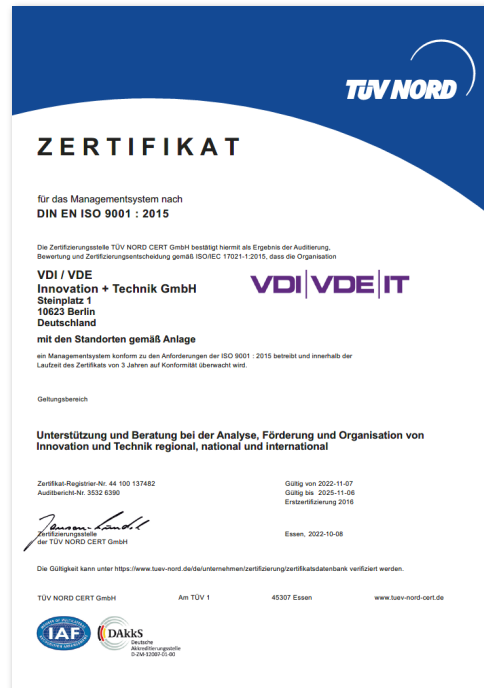 TÜV NORD
ZERTIFIKAT
für das Managementsystem nach
DIN EN ISO 9001 : 2015
Die Zertifizierungsstelle TÜV NORD CERT GmbH bestätigt hiermit als Ergebnis der Auditierung,
Bewertung und Zertifizierungsentscheidung gemäß ISO/IEC 17021-1:2015, dass die Organisation
VDI / VDE
Innovation + Technik GmbH
Steinplatz 1
10623 Berlin
Deutschland
VDI|VDE|IT
mit den Standorten gemäß Anlage
ein Managementsystem konform zu den Anforderungen der ISO 9001 : 2015 betreibt und innerhalb der
Laufzeit des Zertifikats von 3 Jahren auf Konformität überwacht wird.
Geltungsbereich
Unterstützung und Beratung bei der Analyse, Förderung und Organisation von
Innovation und Technik regional, national und international
Zertifikat-Registrier-Nr. 44 100 137482
Auditbericht-Nr. 3532 6390
Gültig von 2022-11-07
Gültig bis 2025-11-06
Erstzertifizierung 2016
Zertifizierungsstelle
der TÜV NORD CERT GmbH
Essen, 2022-10-08
Die Gültigkeit kann unter https://www.tuev-nord.de/de/unternehmen/zertifizierung/zertifikatsdatenbank verifiziert werden.
TÜV NORD CERT GmbH Am TÜV 1 45307 Essen www.tuev-nord-cert.de
IAF
DAkkS
Deutsche
Akkreditierungsstelle
D-ZM-12007-01-00